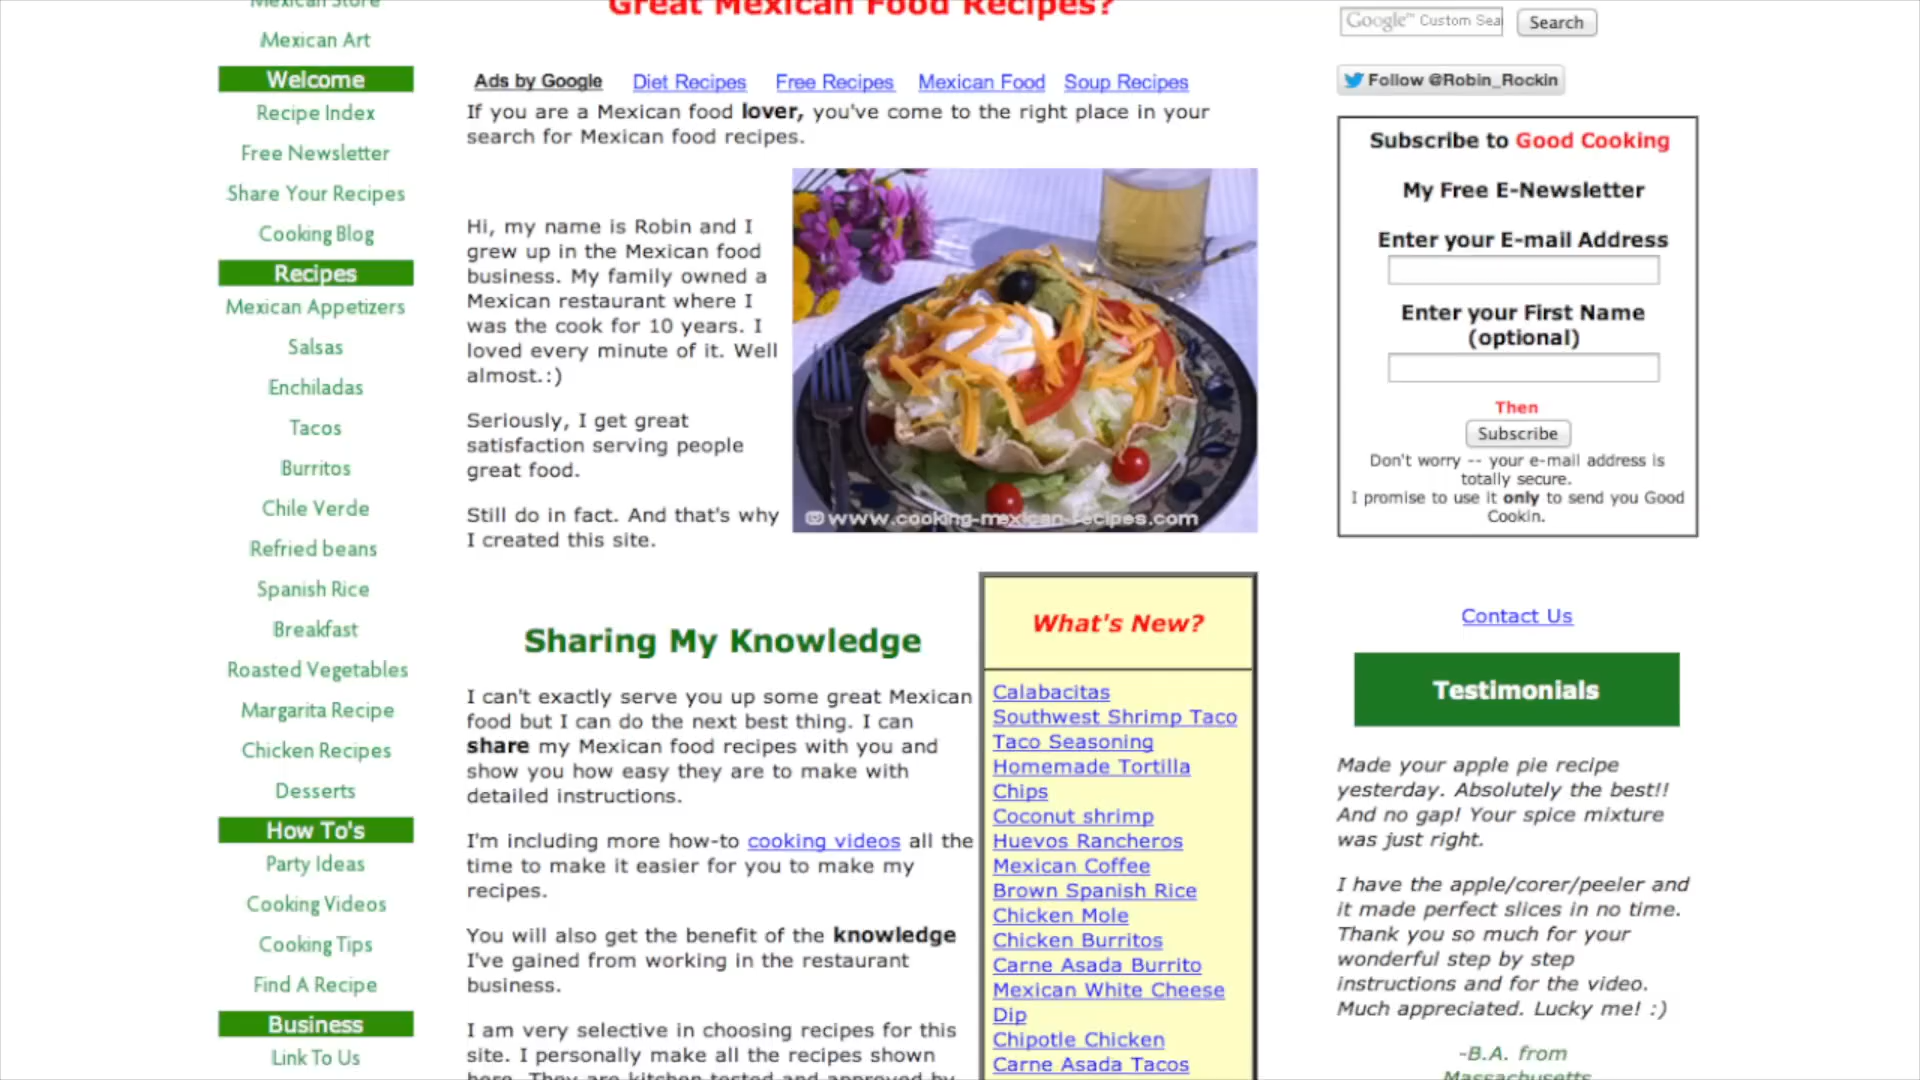 Mexican Store
Mexican Art
Welcome
Recipe Index
Free Newsletter
Share Your Recipes
Cooking Blog
Recipes
Mexican Appetizers
Salsas
Enchiladas
Tacos
Burritos
Chile Verde
Refried beans
Spanish Rice
Breakfast
Roasted Vegetables
Margarita Recipe
Chicken Recipes
Desserts
How To's
Party Ideas
Cooking Videos
Cooking Tips
Find A Recipe
Business
Link To Us
Great Mexican Food Recipes?
Ads by Google Diet Recipes Free Recipes Mexican Food Soup Recipes
If you are a Mexican food lover, you've come to the right place in your
search for Mexican food recipes.
Hi, my name is Robin and I
grew up in the Mexican food
business. My family owned a
Mexican restaurant where I
was the cook for 10 years. I
loved every minute of it. Well
almost.:)
Seriously, I get great
satisfaction serving people
great food.
Still do in fact. And that's why
I created this site.
© www.cooking-mexican-recipes.com
Sharing My Knowledge
I can't exactly serve you up some great Mexican
food but I can do the next best thing. I can
share my Mexican food recipes with you and
show you how easy they are to make with
detailed instructions.
I'm including more how-to cooking videos all the
time to make it easier for you to make my
recipes.
You will also get the benefit of the knowledge
I've gained from working in the restaurant
business.
I am very selective in choosing recipes for this
site. I personally make all the recipes shown
here. They are kitchen tested and approved by
What's New?
Calabacitas
Southwest Shrimp Taco
Taco Seasoning
Homemade Tortilla
Chips
Coconut shrimp
Huevos Rancheros
Mexican Coffee
Brown Spanish Rice
Chicken Mole
Chicken Burritos
Carne Asada Burrito
Mexican White Cheese
Dip
Chipotle Chicken
Carne Asada Tacos
Google™ Custom Sea
Search
Follow @Robin_Rockin
Subscribe to Good Cooking
My Free E-Newsletter
Enter your E-mail Address
Enter your First Name
(optional)
Then
Subscribe
Don't worry -- your e-mail address is
totally secure.
I promise to use it only to send you Good
Cookin.
Contact Us
Testimonials
Made your apple pie recipe
yesterday. Absolutely the best!!
And no gap! Your spice mixture
was just right.
I have the apple/corer/peeler and
it made perfect slices in no time.
Thank you so much for your
wonderful step by step
instructions and for the video.
Much appreciated. Lucky me! :)
-B.A. from
Massachusetts